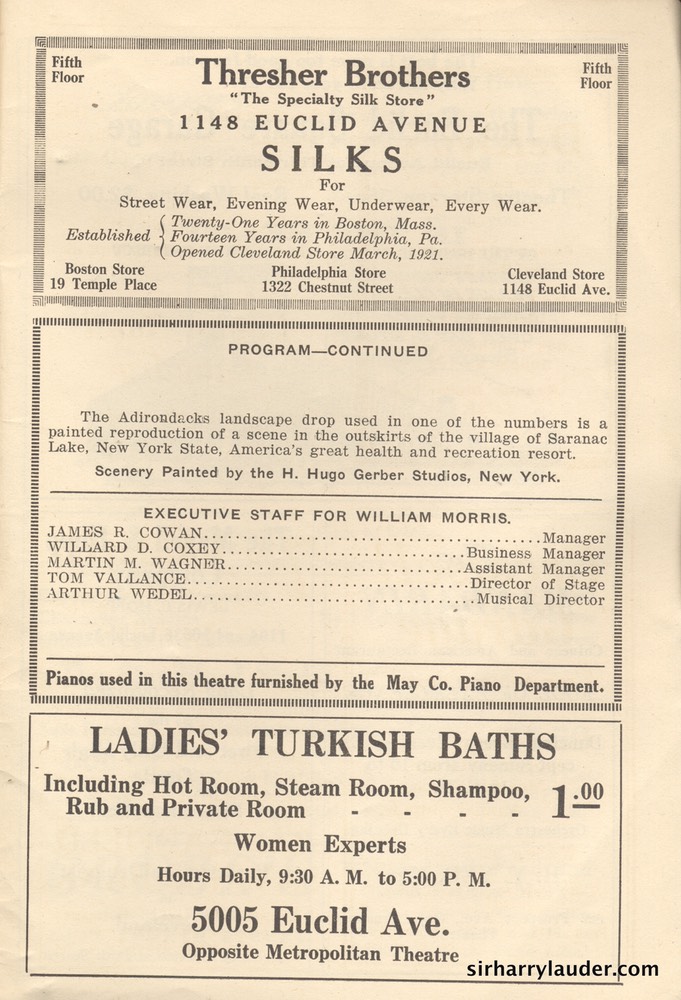 Fifth
Floor
Thresher Brothers
Fifth
Floor
"The Specialty Silk Store"
1148 EUCLID AVENUE
SILKS
For
Street Wear, Evening Wear, Underwear, Every Wear.
Established { Twenty-One Years in Boston, Mass.
Fourteen Years in Philadelphia, Pa.
Opened Cleveland Store March, 1921.
Boston Store
19 Temple Place
Philadelphia Store
1322 Chestnut Street
Cleveland Store
1148 Euclid Ave.
PROGRAM—CONTINUED
The Adirondacks landscape drop used in one of the numbers is a
painted reproduction of a scene in the outskirts of the village of Saranac
Lake, New York State, America's great health and recreation resort.
Scenery Painted by the H. Hugo Gerber Studios, New York.
EXECUTIVE STAFF FOR WILLIAM MORRIS.
JAMES R. COWAN........Manager
WILLARD D. COXEY........Business Manager
MARTIN M. WAGNER........Assistant Manager
TOM VALLANCE........Director of Stage
ARTHUR WEDEL........Musical Director
Pianos used in this theatre furnished by the May Co. Piano Department.
LADIES' TURKISH BATHS
Including Hot Room, Steam Room, Shampoo,
Rub and Private Room - - - - 1.00
Women Experts
Hours Daily, 9:30 A. M. to 5:00 P. M.
5005 Euclid Ave.
Opposite Metropolitan Theatre
sirharrylauder.com